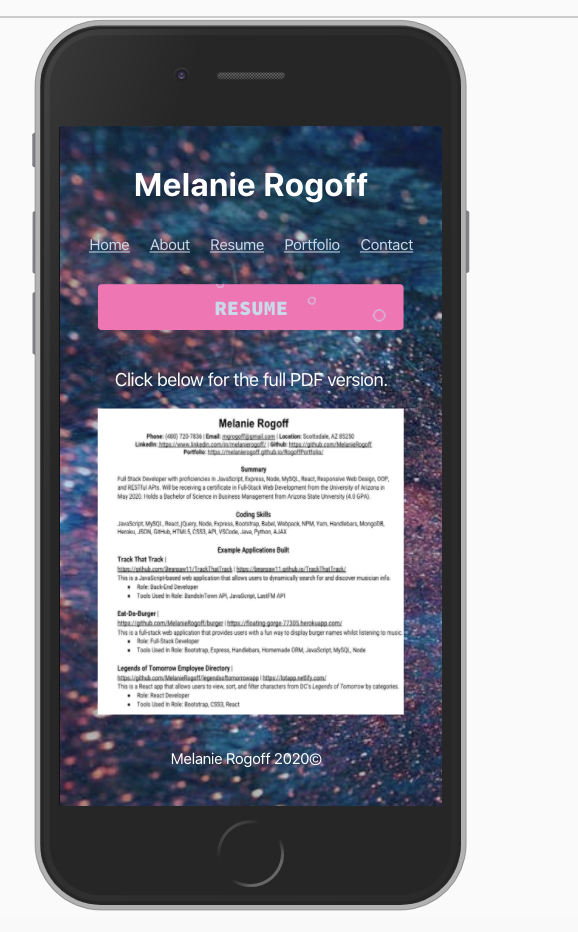 Melanie Rogoff
Home About Resume Portfolio Contact
RESUME
Click below for the full PDF version.
Melanie Rogoff
Phone: (480) 720-7836 | Email: mgrogoff@gmail.com | Location: Scottsdale, AZ 85250
LinkedIn: https://www.linkedin.com/in/melanierogoff/ | Github: https://github.com/MelanieRogoff
Portfolio: https://melanierogoff.github.io/RogoffPortfolio/
Summary
Full Stack Developer with proficiencies in JavaScript, Express, Node, MySQL, React, Responsive Web Design, OOP,
and RESTful APIs. Will be receiving a certificate in Full-Stack Web Development from the University of Arizona in
May 2020. Holds a Bachelor of Science in Business Management from Arizona State University (4.0 GPA).
Coding Skills
JavaScript, MySQL, React, jQuery, Node, Express, Bootstrap, Babel, Webpack, NPM, Yarn, Handlebars, MongoDB,
Heroku, JSON, GitHub, HTML5, CSS3, API, VSCode, Java, Python, AJAX
Example Applications Built
Track That Track |
https://github.com/Bearpaw11/TrackThatTrack | https://bearpaw11.github.io/TrackThatTrack/
This is a JavaScript-based web application that allows users to dynamically search for and discover musician info.
● Role: Back-End Developer
● Tools Used In Role: BandsInTown API, JavaScript, LastFM API
Eat-Da-Burger |
https://github.com/MelanieRogoff/burger | https://floating-gorge-77305.herokuapp.com/
This is a full-stack web application that provides users with a fun way to display burger names whilst listening to music.
● Role: Full-Stack Developer
● Tools Used In Role: Bootstrap, Express, Handlebars, Homemade ORM, JavaScript, MySQL, Node
Legends of Tomorrow Employee Directory |
https://github.com/MelanieRogoff/legendsoftomorrowapp | https://lotapp.netlify.com/
This is a React app that allows users to view, sort, and filter characters from DC's Legends of Tomorrow by categories.
● Role: React Developer
● Tools Used In Role: Bootstrap, CSS3, React
Melanie Rogoff 2020©